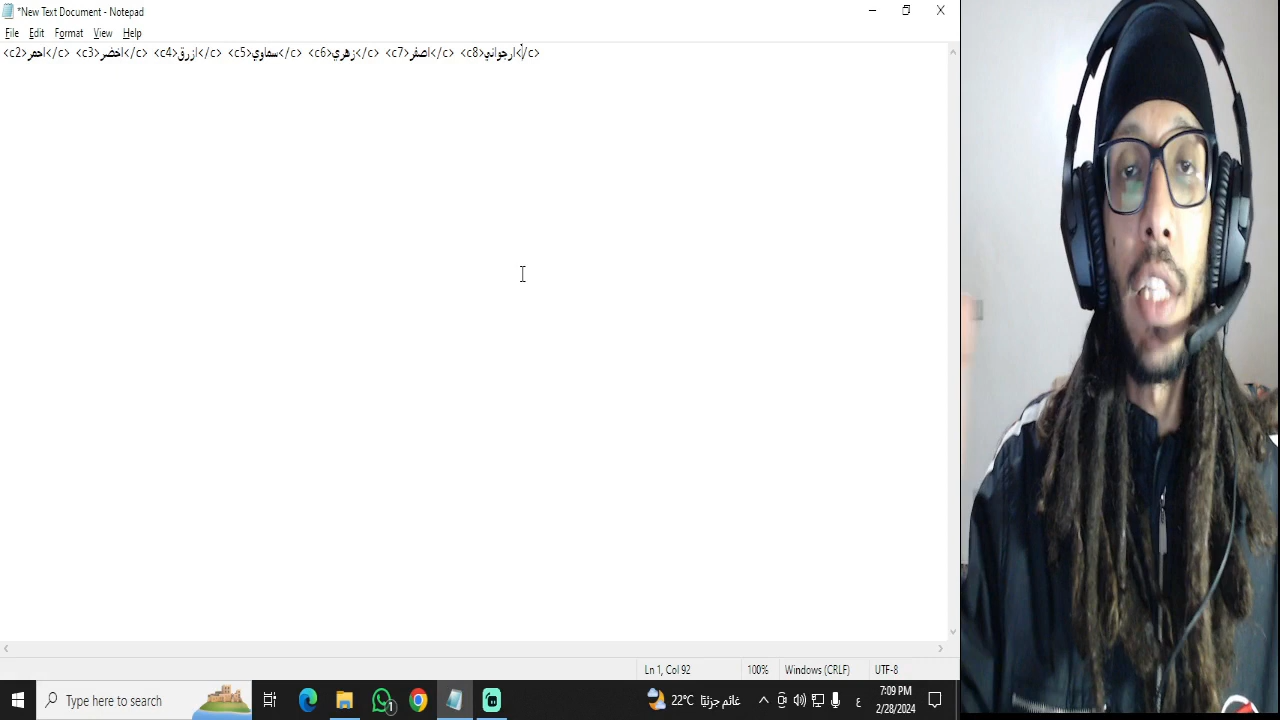 *New Text Document - Notepad
File Edit Format View Help
<c2>احمر</c> <c3>اخضر</c> <c4>ازرق</c> <c5>سماوي</c> <c6>زهري</c> <c7>اصفر</c> <c8>ارجواني</c>
Ln 1, Col 92 100% Windows (CRLF) UTF-8
Type here to search
1
22°C غائم جزئيًا
ع
7:09 PM
2/28/2024